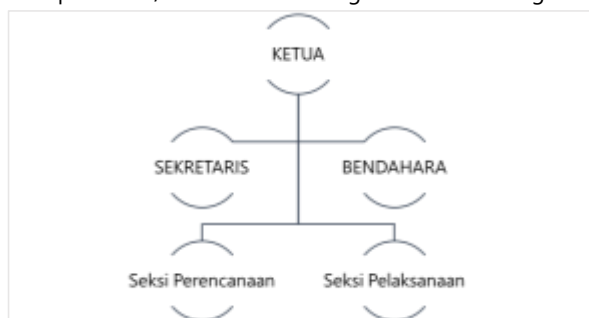 KETUA
SEKRETARIS BENDAHARA
Seksi Perencanaan Seksi Pelaksanaan